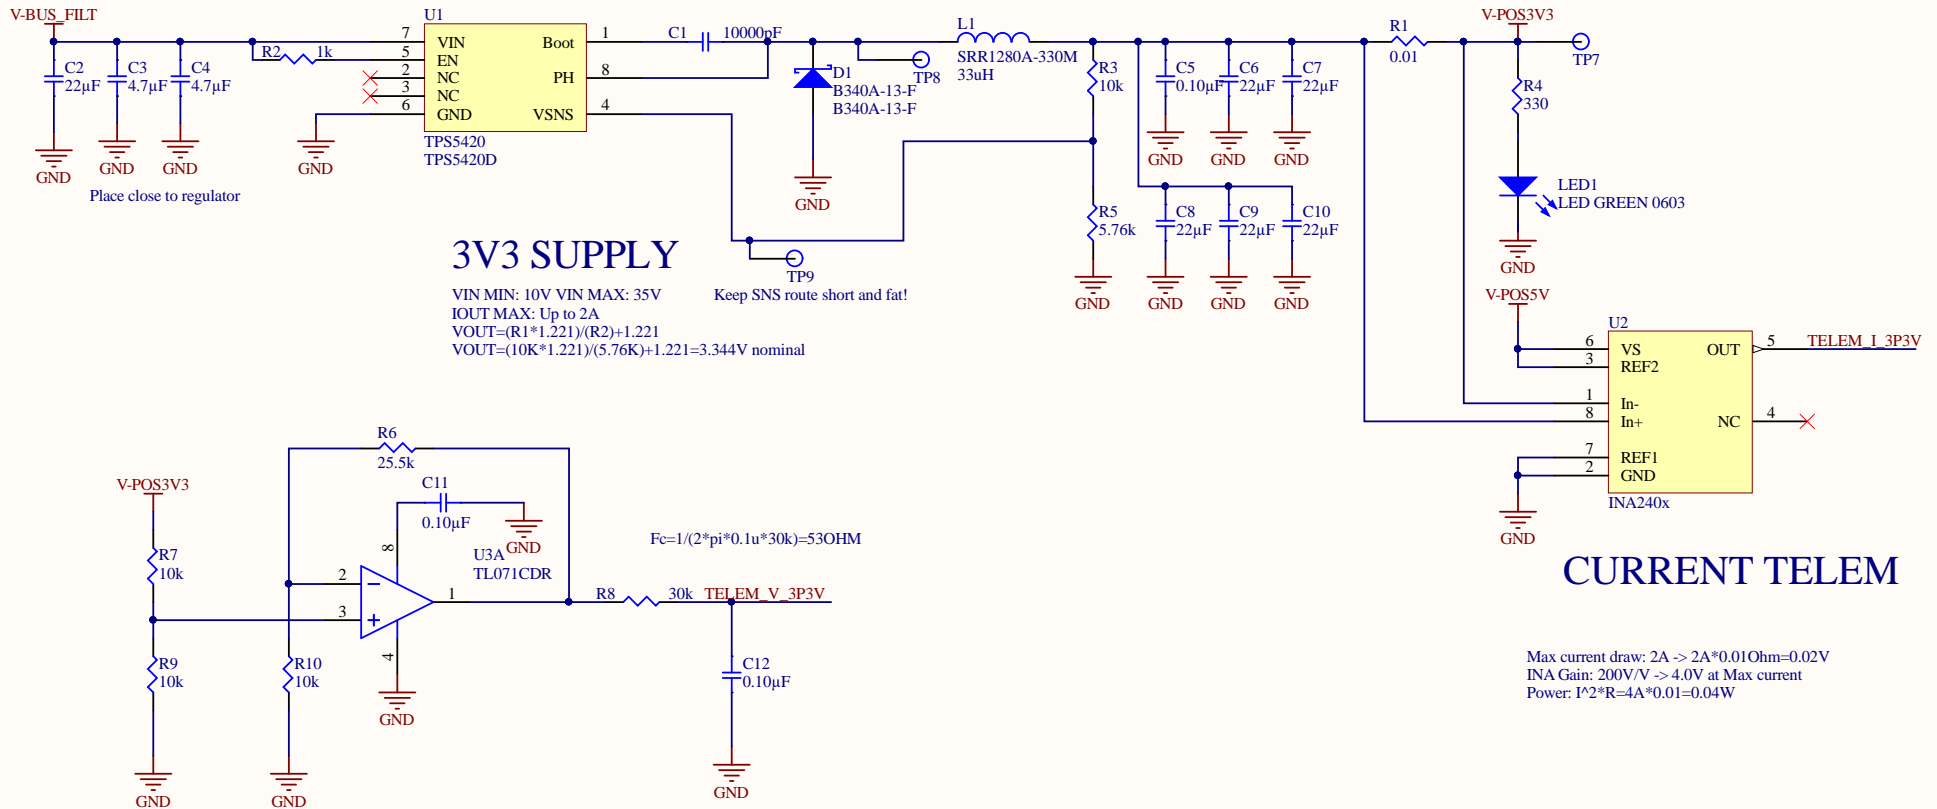 V-BUS_FILT
C2
22µF
C3
4.7µF
C4
4.7µF
R2
1k
GND
GND
GND
GND
Place close to regulator
U1
7
VIN
5
EN
2
NC
3
NC
6
GND
Boot
1
PH
8
VSNS
4
TPS5420
TPS5420D
C1
10000pF
D1
B340A-13-F
B340A-13-F
GND
TP8
L1
SRR1280A-330M
33uH
R3
10k
C5
0.10µF
C6
22µF
C7
22µF
GND
GND
GND
R5
5.76k
C8
22µF
C9
22µF
C10
22µF
GND
GND
GND
GND
R1
0.01
V-POS3V3
TP7
R4
330
LED1
LED GREEN 0603
GND
TP9
Keep SNS route short and fat!
3V3 SUPPLY
VIN MIN: 10V VIN MAX: 35V
IOUT MAX: Up to 2A
VOUT=(R1*1.221)/(R2)+1.221
VOUT=(10K*1.221)/(5.76K)+1.221=3.344V nominal
V-POS5V
U2
6
VS
3
REF2
1
In-
8
In+
7
REF1
2
GND
OUT
5
TELEM_I_3P3V
NC
4
INA240x
GND
CURRENT TELEM
Max current draw: 2A -> 2A*0.01Ohm=0.02V
INA Gain: 200V/V -> 4.0V at Max current
Power: I^2*R=4A*0.01=0.04W
R6
25.5k
C11
0.10µF
GND
V-POS3V3
R7
10k
8
U3A
TL071CDR
2
3
1
4
GND
R9
10k
R10
10k
GND
GND
Fc=1/(2*pi*0.1u*30k)=53OHM
R8
30k
TELEM_V_3P3V
C12
0.10µF
GND